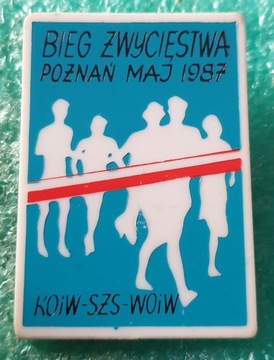 BIEG ZWYCIĘSTWA
POZNAŃ MAJ 1987
KOiW-SZS-WOiW